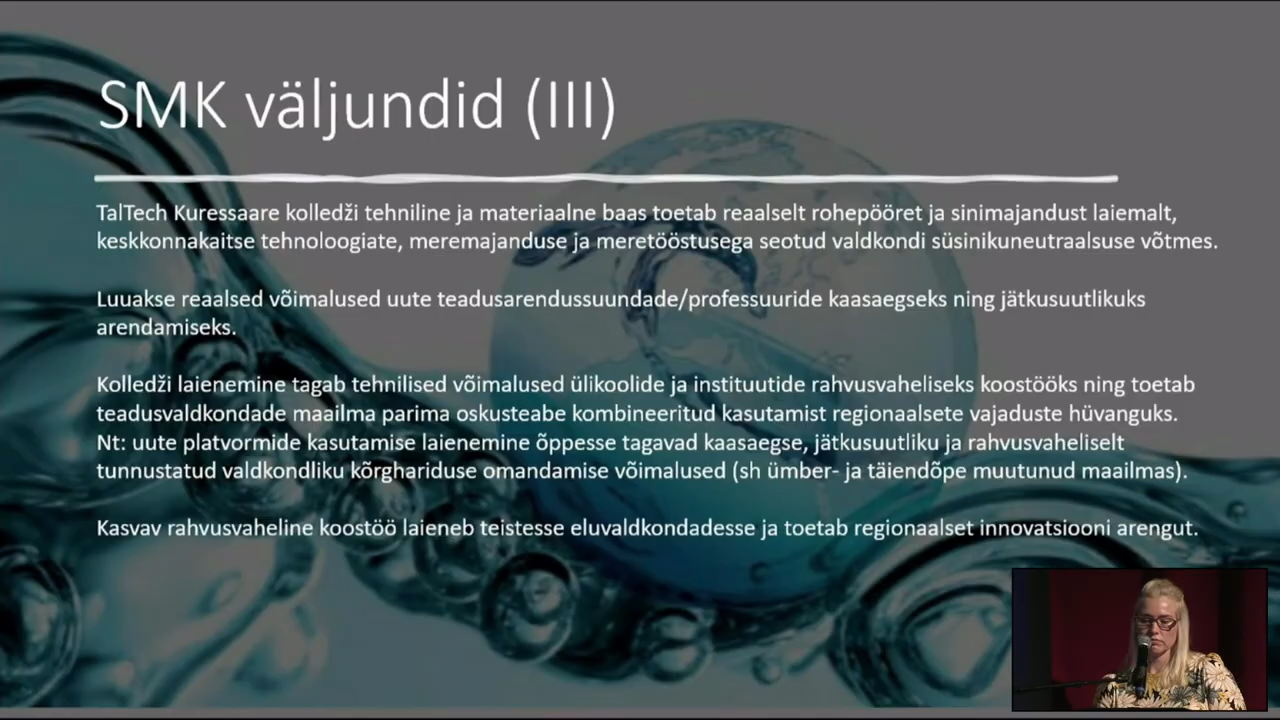 SMK väljundid (III)
TalTech Kuressaare kolledži tehniline ja materiaalne baas toetab reaalselt rohepööret ja sinimajandust laiemalt,
keskkonnakaitse tehnoloogiate, meremajanduse ja meretööstusega seotud valdkondi süsinikuneutraalsuse võtmes.
Luuakse reaalsed võimalused uute teadusarendussuundade/professuuride kaasaegseks ning jätkusuutlikuks
arendamiseks.
Kolledži laienemine tagab tehnilised võimalused ülikoolide ja instituutide rahvusvaheliseks koostööks ning toetab
teadusvaldkondade maailma parima oskusteabe kombineeritud kasutamist regionaalsete vajaduste hüvanguks.
Nt: uute platvormide kasutamise laienemine õppesse tagavad kaasaegse, jätkusuutliku ja rahvusvaheliselt
tunnustatud valdkondliku kõrghariduse omandamise võimalused (sh ümber- ja täiendõpe muutunud maailmas).
Kasvav rahvusvaheline koostöö laieneb teistesse eluvaldkondadesse ja toetab regionaalset innovatsiooni arengut.